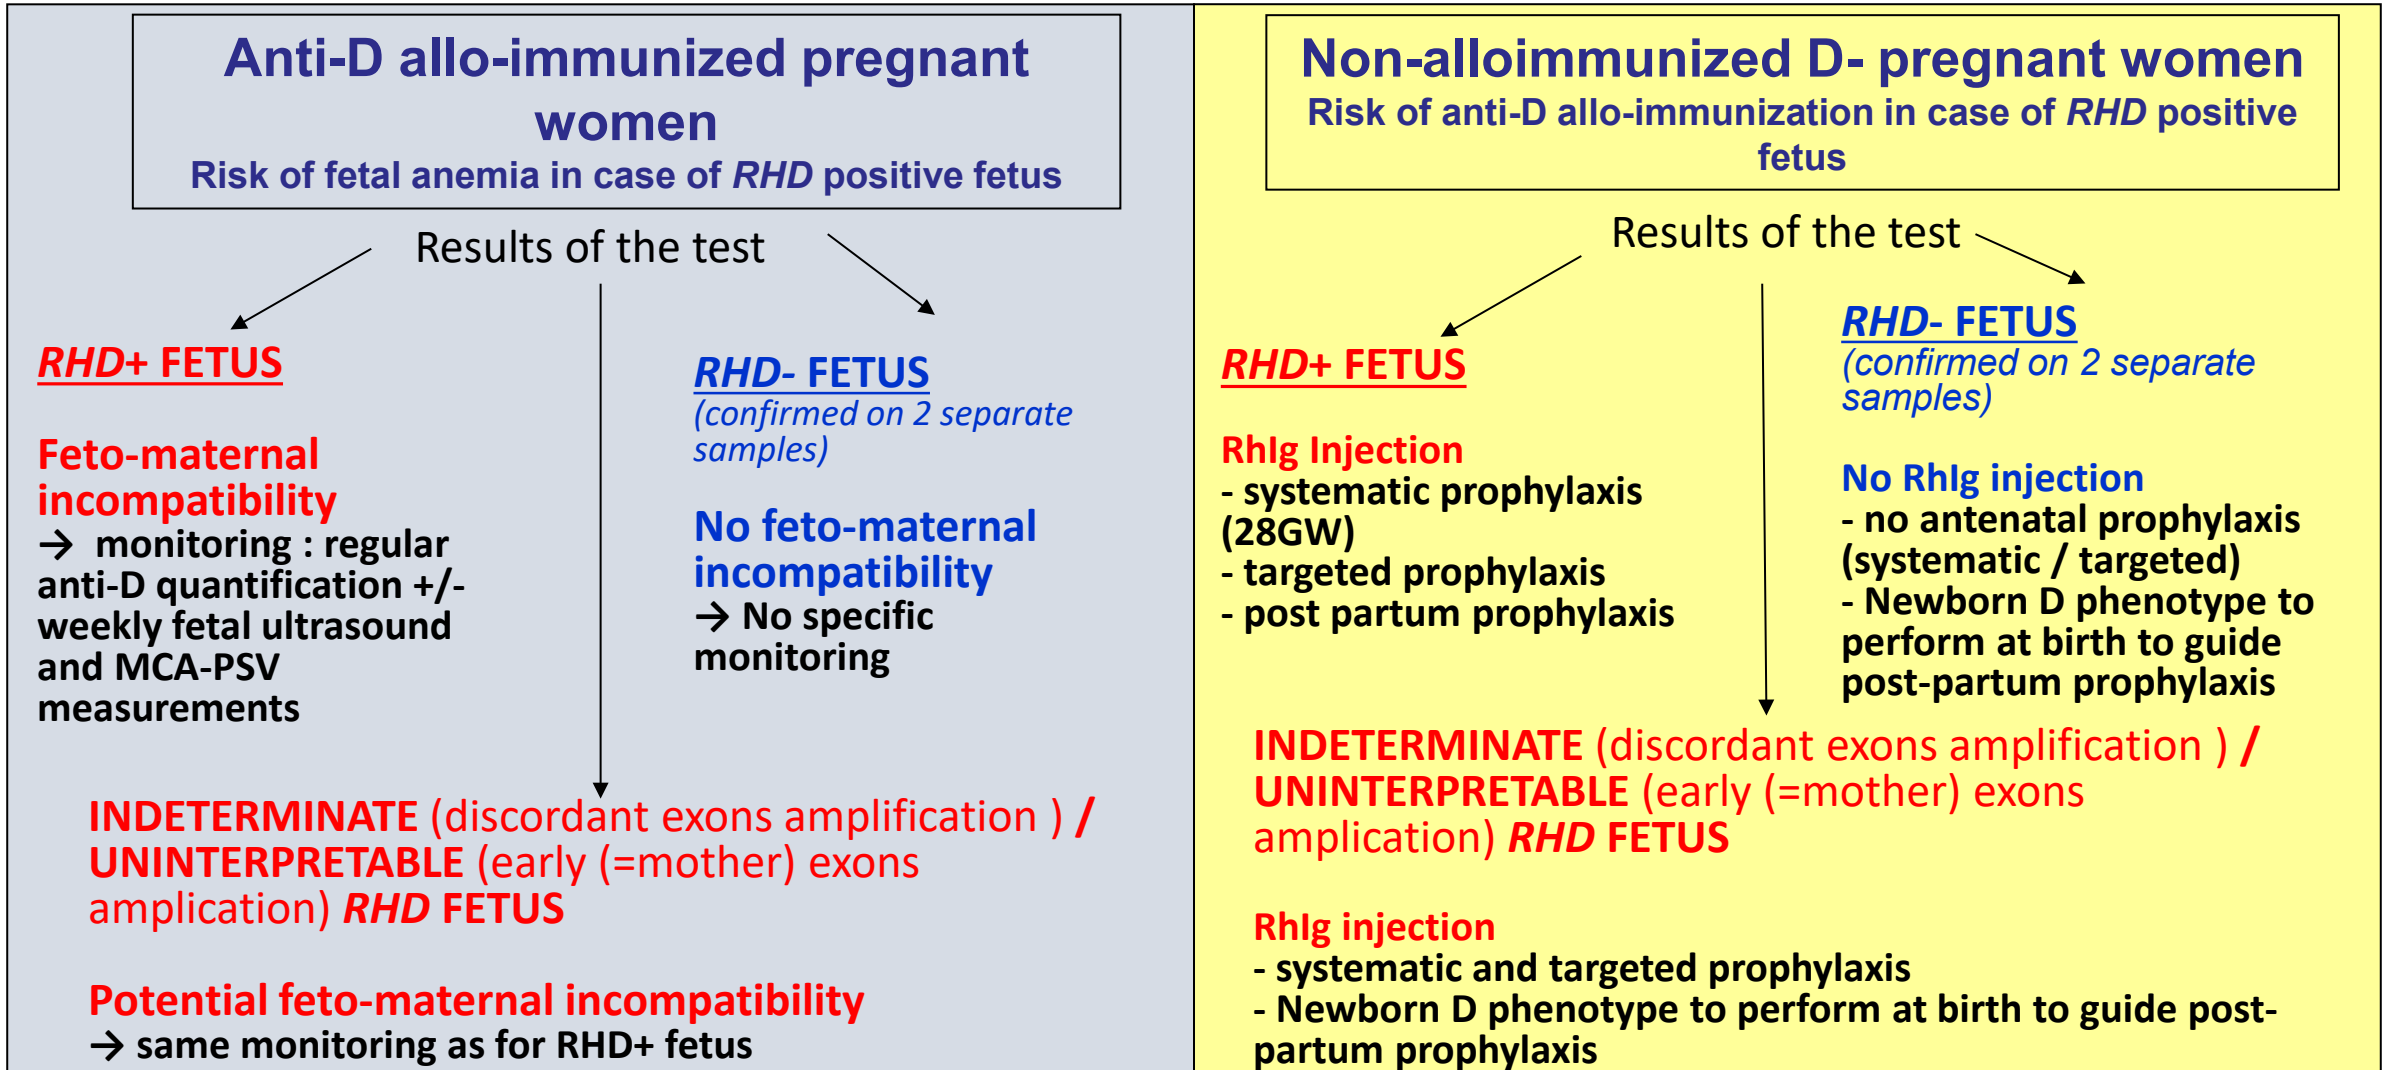 Anti-D allo-immunized pregnant
women
Risk of fetal anemia in case of RHD positive fetus
Results of the test
RHD+ FETUS
Feto-maternal
incompatibility
→ monitoring : regular
anti-D quantification +/-
weekly fetal ultrasound
and MCA-PSV
measurements
RHD- FETUS
(confirmed on 2 separate
samples)
No feto-maternal
incompatibility
→ No specific
monitoring
INDETERMINATE (discordant exons amplification ) /
UNINTERPRETABLE (early (=mother) exons
amplication) RHD FETUS
Potential feto-maternal incompatibility
→ same monitoring as for RHD+ fetus
Non-alloimmunized D- pregnant women
Risk of anti-D allo-immunization in case of RHD positive
fetus
Results of the test
RHD+ FETUS
RhIg Injection
- systematic prophylaxis
(28GW)
- targeted prophylaxis
- post partum prophylaxis
RHD- FETUS
(confirmed on 2 separate
samples)
No RhIg injection
- no antenatal prophylaxis
(systematic / targeted)
- Newborn D phenotype to
perform at birth to guide
post-partum prophylaxis
INDETERMINATE (discordant exons amplification ) /
UNINTERPRETABLE (early (=mother) exons
amplication) RHD FETUS
RhIg injection
- systematic and targeted prophylaxis
- Newborn D phenotype to perform at birth to guide post-
partum prophylaxis